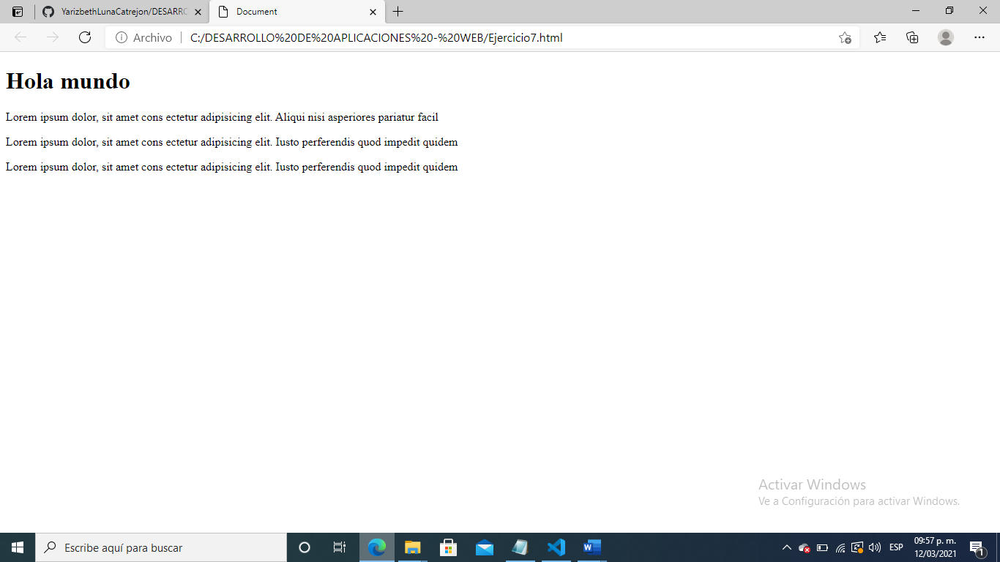 YarizbethLunaCatrejon/DESARRO
Document
Archivo
C:/DESARROLLO%20DE%20APLICACIONES%20-%20WEB/Ejercicio7.html
Hola mundo
Lorem ipsum dolor, sit amet cons ectetur adipisicing elit. Aliqui nisi asperiores pariatur facil
Lorem ipsum dolor, sit amet cons ectetur adipisicing elit. Iusto perferendis quod impedit quidem
Lorem ipsum dolor, sit amet cons ectetur adipisicing elit. Iusto perferendis quod impedit quidem
Activar Windows
Ve a Configuración para activar Windows.
Escribe aquí para buscar
ESP
09:57 p. m.
12/03/2021
1